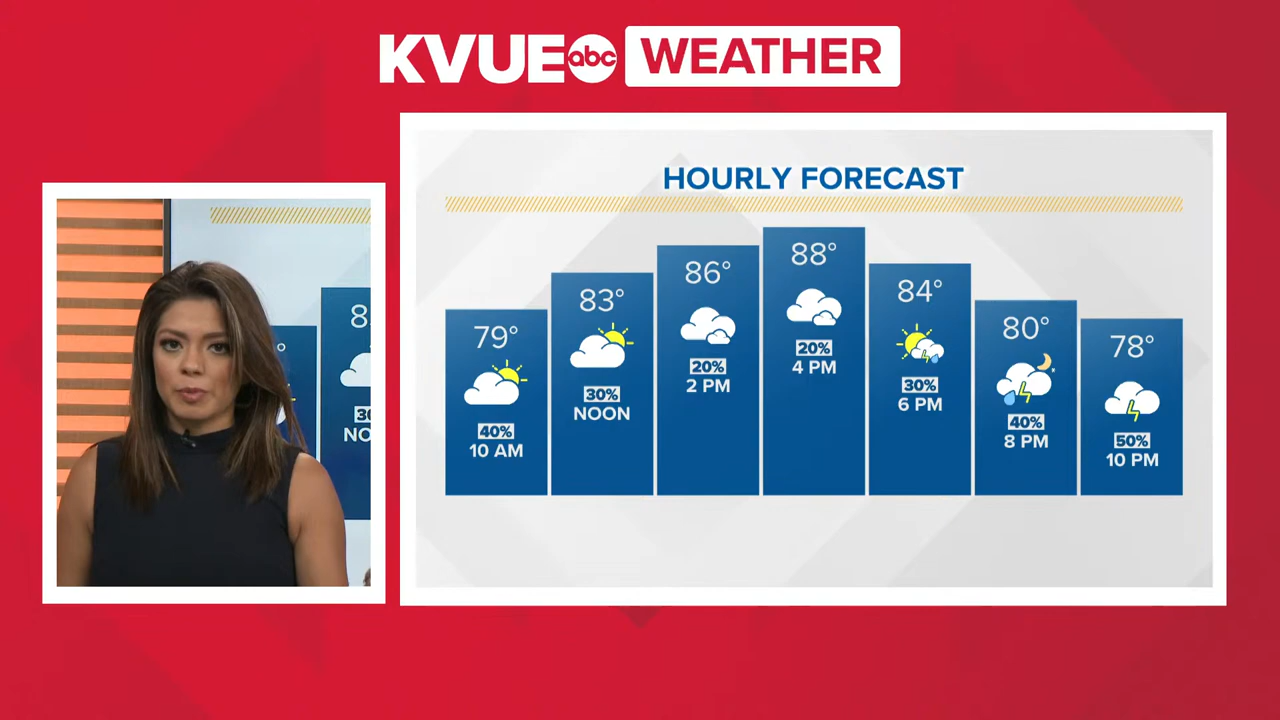 KVUE abc WEATHER
HOURLY FORECAST
79°
40%
10 AM
83°
30%
NOON
86°
20%
2 PM
88°
20%
4 PM
84°
30%
6 PM
80°
40%
8 PM
78°
50%
10 PM